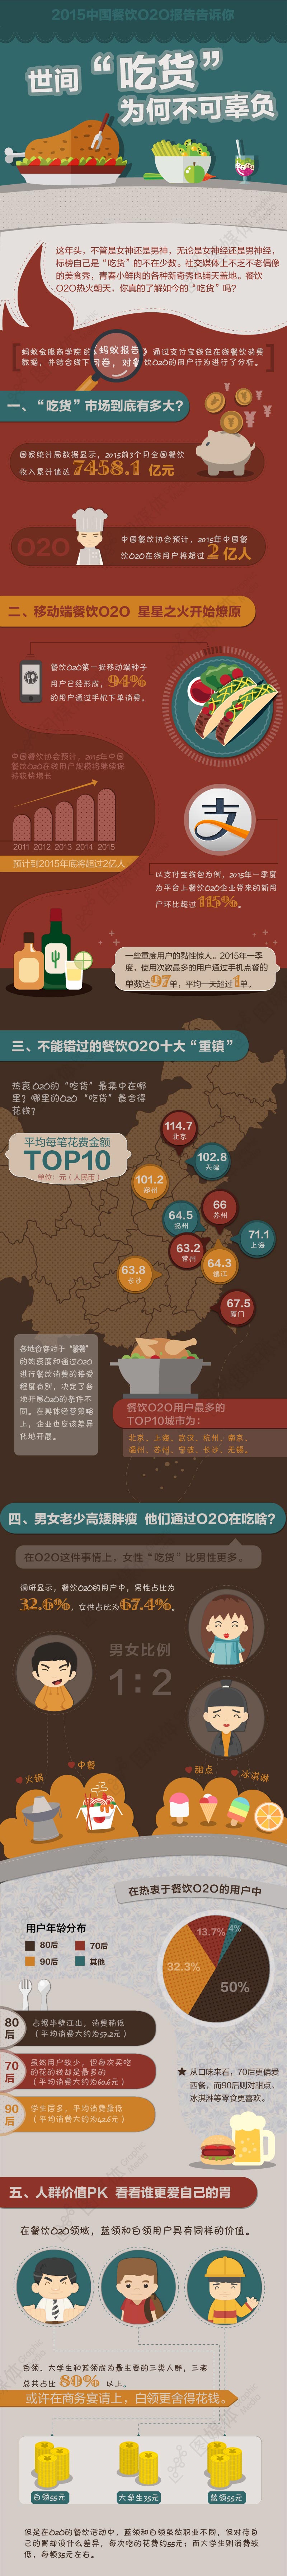 2015中国餐饮O2O报告告诉你
世间“吃货”
为何不可辜负
这年头，不管是女神还是男神，无论是女神经还是男神经，
标榜自己是“吃货”的不在少数。社交媒体上不乏不老偶像
的美食秀，青春小鲜肉的各种新奇秀也铺天盖地。餐饮
O2O热火朝天，你真的了解如今的“吃货”吗？
蚂蚁金服商学院的《蚂蚁报告》通过支付宝钱包在线餐饮消费
数据，并结合线下问卷，对餐饮O2O的用户行为进行了分析。
一、“吃货”市场到底有多大？
国家统计局数据显示，2015前3个月全国餐饮
收入累计值达7458.1 亿元
O2O
中国餐饮协会预计，2015年中国餐
饮O2O在线用户将超过2亿人
二、移动端餐饮O2O 星星之火开始燎原
餐饮O2O第一批移动端种子
用户已经形成，94%
的用户通过手机下单消费。
中国餐饮协会预计，2015年中国
餐饮O2O在线用户规模将继续保
持较快增长
2011 2012 2013 2014 2015
预计到2015年底将超过2亿人
支
以支付宝钱包为例，2015年一季度
为平台上餐饮O2O企业带来的新用
户环比超过115%。
一些重度用户的黏性惊人。2015年一季
度，使用次数最多的用户通过手机点餐的
单数达97单，平均一天超过1单。
三、不能错过的餐饮O2O十大“重镇”
热衷O2O的“吃货”最集中在哪
里？哪里的O2O“吃货”最舍得
花钱？
平均每笔花费金额
TOP10
单位：元（人民币）
114.7
北京
102.8
天津
101.2
郑州
66
苏州
64.5
扬州
71.1
上海
63.2
常州
64.3
镇江
63.8
长沙
67.5
厦门
各地食客对于“餐餐”
的热衷度和通过O2O
进行餐饮消费的接受
程度有别，决定了各
地开展O2O的条件不
同。在具体经营策略
上，企业也应该差异
化地开展。
餐饮O2O用户最多的
TOP10城市为：
北京、上海、武汉、杭州、南京、
温州、苏州、宁波、长沙、无锡。
四、男女老少高矮胖瘦 他们通过O2O在吃啥？
在O2O这件事情上，女性“吃货”比男性更多。
调研显示，餐饮O2O的用户中，男性占比为
32.6%，女性占比为67.4%。
男女比例
1：2
火锅
中餐
甜点
冰淇淋
在热衷于餐饮O2O的用户中
用户年龄分布
80后
70后
90后
其他
4%
13.7%
32.3%
50%
80后
占据半壁江山，消费稍低
（平均消费大约为53.2元）
70后
虽然用户较少，但每次买吃
的花的钱却是最多的
（平均消费大约为60.6元）
90后
学生居多，平均消费最低
（平均消费大约为42.6元）
从口味来看，70后更偏爱
西餐，而90后则对甜点、
冰淇淋等零食更喜欢。
五、人群价值PK 看看谁更爱自己的胃
在餐饮O2O领域，蓝领和白领用户具有同样的价值。
白领、大学生和蓝领成为最主要的三类人群，三者
总共占比 80% 以上。
或许在商务宴请上，白领更舍得花钱。
白领55元
大学生35元
蓝领55元
但是在O2O的餐饮活动中，蓝领和白领虽然职业不同，但对待自
己的胃却没什么差异，每次吃的花费约55元；而大学生则消费较
低，每顿35元左右。